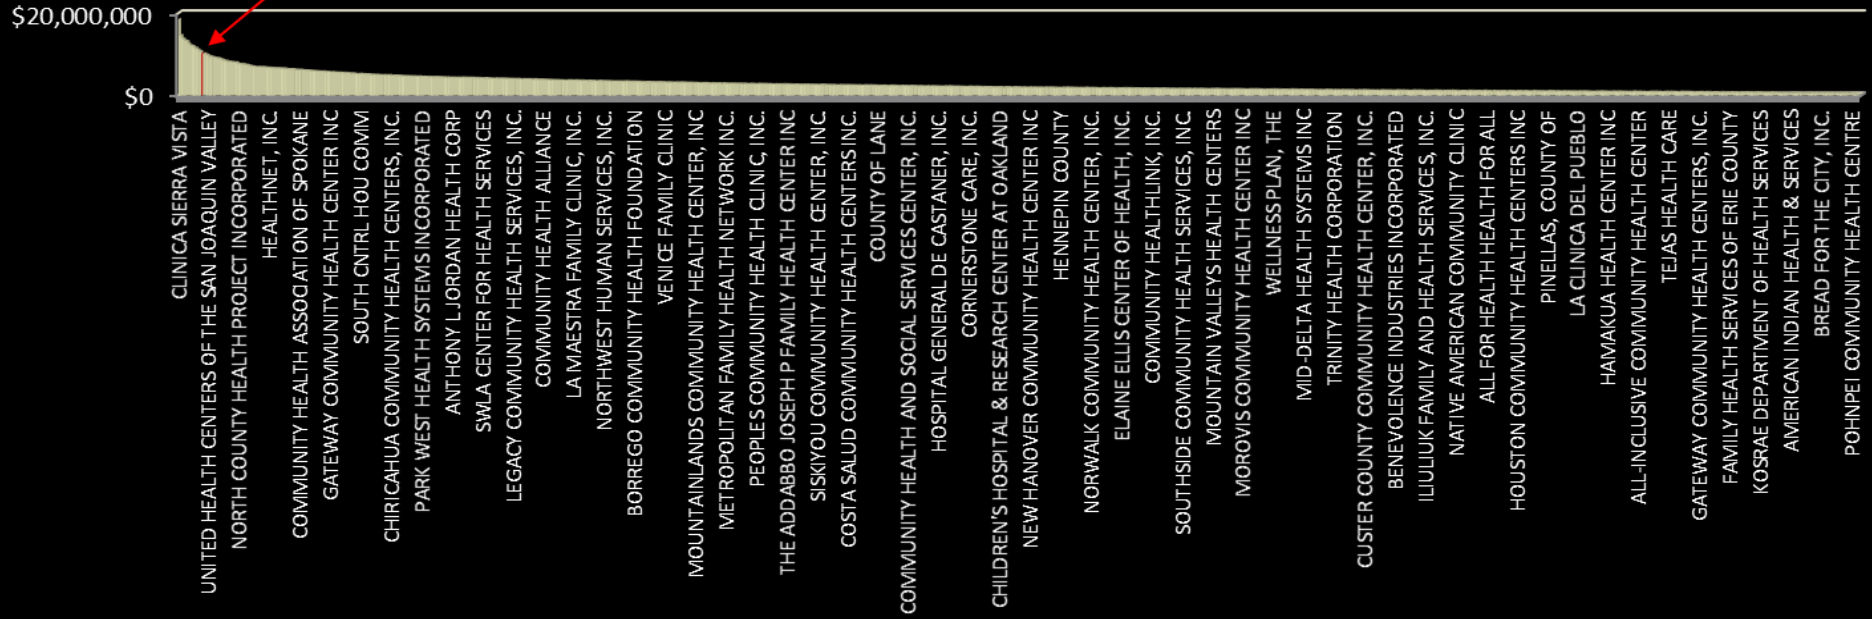 $20,000,000
$0
CLINICA SIERRA VISTA
UNITED HEALTH CENTERS OF THE SAN JOAQUIN VALLEY
NORTH COUNTY HEALTH PROJECT INCORPORATED
HEALTHNET, INC.
COMMUNITY HEALTH ASSOCIATION OF SPOKANE
GATEWAY COMMUNITY HEALTH CENTER INC
SOUTH CNTRL HOU COMM
CHIRICAHUA COMMUNITY HEALTH CENTERS, INC.
PARK WEST HEALTH SYSTEMS INCORPORATED
ANTHONY L JORDAN HEALTH CORP
SWLA CENTER FOR HEALTH SERVICES
LEGACY COMMUNITY HEALTH SERVICES, INC.
COMMUNITY HEALTH ALLIANCE
LA MAESTRA FAMILY CLINIC, INC.
NORTHWEST HUMAN SERVICES, INC.
BORREGO COMMUNITY HEALTH FOUNDATION
VENICE FAMILY CLINIC
MOUNTAINLANDS COMMUNITY HEALTH CENTER, INC
METROPOLITAN FAMILY HEALTH NETWORK INC.
PEOPLES COMMUNITY HEALTH CLINIC, INC.
THE ADDABBO JOSEPH P FAMILY HEALTH CENTER INC
SISKIYOU COMMUNITY HEALTH CENTER, INC.
COSTA SALUD COMMUNITY HEALTH CENTERS INC.
COUNTY OF LANE
COMMUNITY HEALTH AND SOCIAL SERVICES CENTER, INC.
HOSPITAL GENERAL DE CASTANER, INC.
CORNERSTONE CARE, INC.
CHILDREN'S HOSPITAL & RESEARCH CENTER AT OAKLAND
NEW HANOVER COMMUNITY HEALTH CENTER INC
HENNEPIN COUNTY
NORWALK COMMUNITY HEALTH CENTER, INC.
ELAINE ELLIS CENTER OF HEALTH, INC.
COMMUNITY HEALTHLINK, INC.
SOUTHSIDE COMMUNITY HEALTH SERVICES, INC.
MOUNTAIN VALLEYS HEALTH CENTERS
MOROVIS COMMUNITY HEALTH CENTER INC
WELLNESS PLAN, THE
MID-DELTA HEALTH SYSTEMS INC
TRINITY HEALTH CORPORATION
CUSTER COUNTY COMMUNITY HEALTH CENTER, INC.
BENEVOLENCE INDUSTRIES INCORPORATED
ILIULIUK FAMILY AND HEALTH SERVICES, INC.
NATIVE AMERICAN COMMUNITY CLINIC
ALL FOR HEALTH HEALTH FOR ALL
HOUSTON COMMUNITY HEALTH CENTERS INC
PINELLAS, COUNTY OF
LA CLINICA DEL PUEBLO
HAMAKUA HEALTH CENTER INC
ALL-INCLUSIVE COMMUNITY HEALTH CENTER
TEJAS HEALTH CARE
GATEWAY COMMUNITY HEALTH CENTERS, INC.
FAMILY HEALTH SERVICES OF ERIE COUNTY
KOSRAE DEPARTMENT OF HEALTH SERVICES
AMERICAN INDIAN HEALTH & SERVICES
BREAD FOR THE CITY, INC.
POHNPEI COMMUNITY HEALTH CENTRE